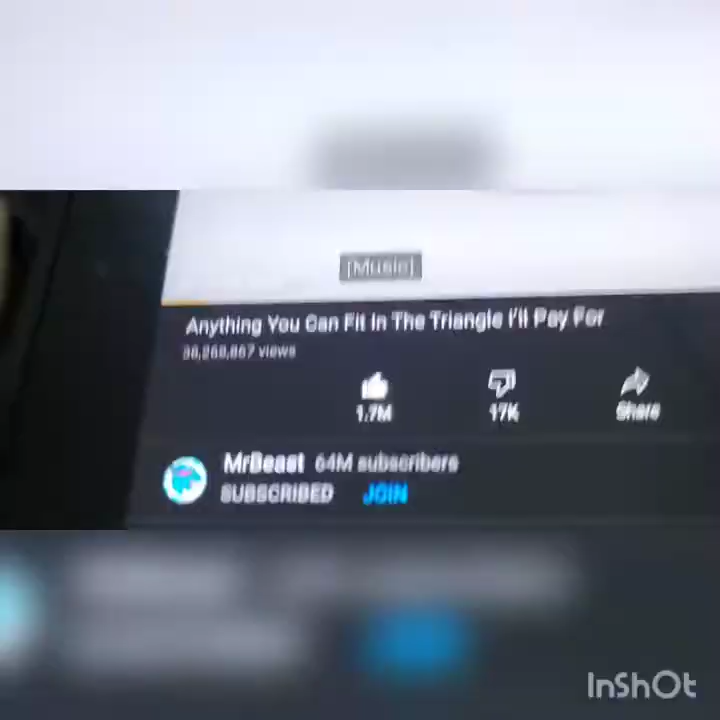 [Music]
Anything You Can Fit In The Triangle I'll Pay For
views
1.7M
17K
Share
MrBeast 64M subscribers
SUBSCRIBED JOIN
InShOt